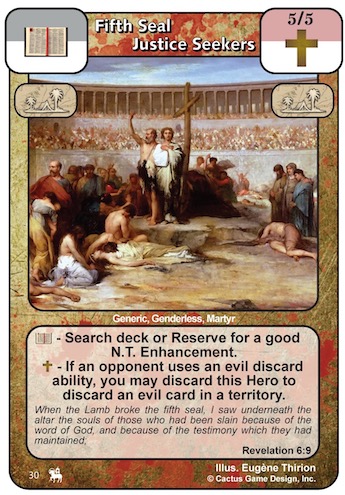 Fifth Seal
Justice Seekers
5/5
Generic, Genderless, Martyr
- Search deck or Reserve for a good
N.T. Enhancement.
- If an opponent uses an evil discard
ability, you may discard this Hero to
discard an evil card in a territory.
When the Lamb broke the fifth seal, I saw underneath the
altar the souls of those who had been slain because of the
word of God, and because of the testimony which they had
maintained;
Revelation 6:9
Illus. Eugène Thirion
30
© Cactus Game Design, Inc.